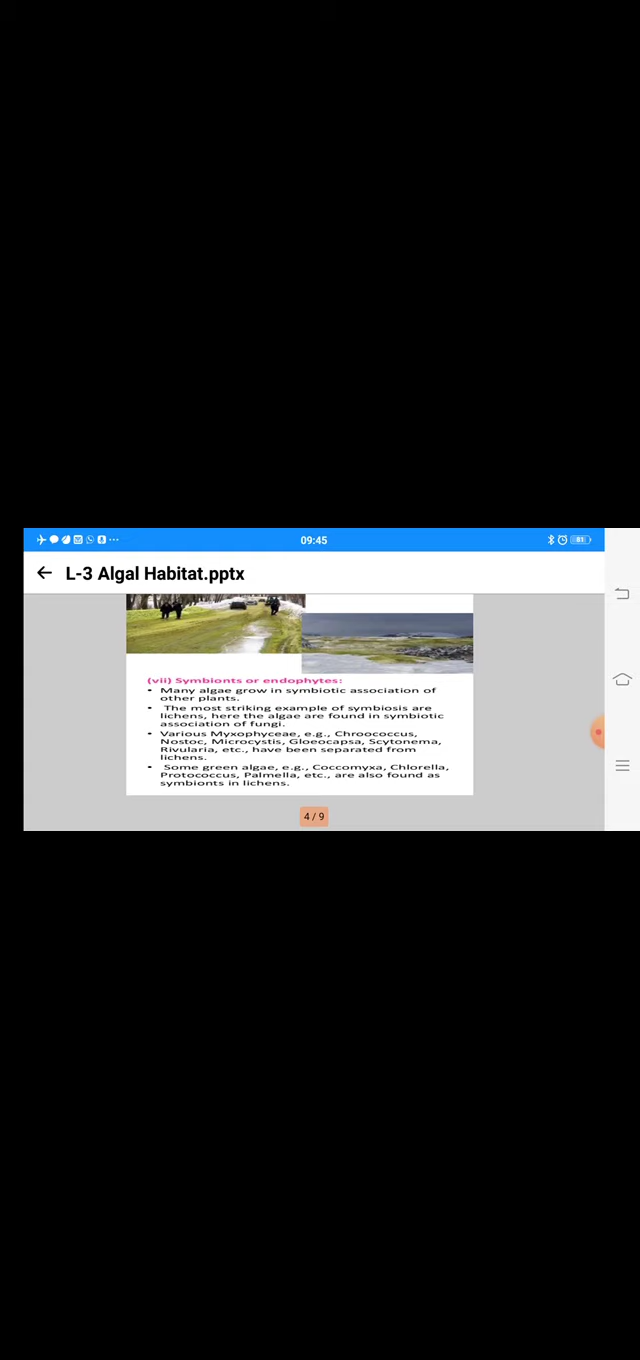 09:45
81
L-3 Algal Habitat.pptx
(vii) Symbionts or endophytes:
• Many algae grow in symbiotic association of
other plants.
• The most striking example of symbiosis are
lichens, here the algae are found in symbiotic
association of fungi.
• Various Myxophyceae, e.g., Chroococcus,
Nostoc, Microcystis, Gloeocapsa, Scytonema,
Rivularia, etc., have been separated from
lichens.
• Some green algae, e.g., Coccomyxa, Chlorella,
Protococcus, Palmella, etc., are also found as
symbionts in lichens.
4 / 9